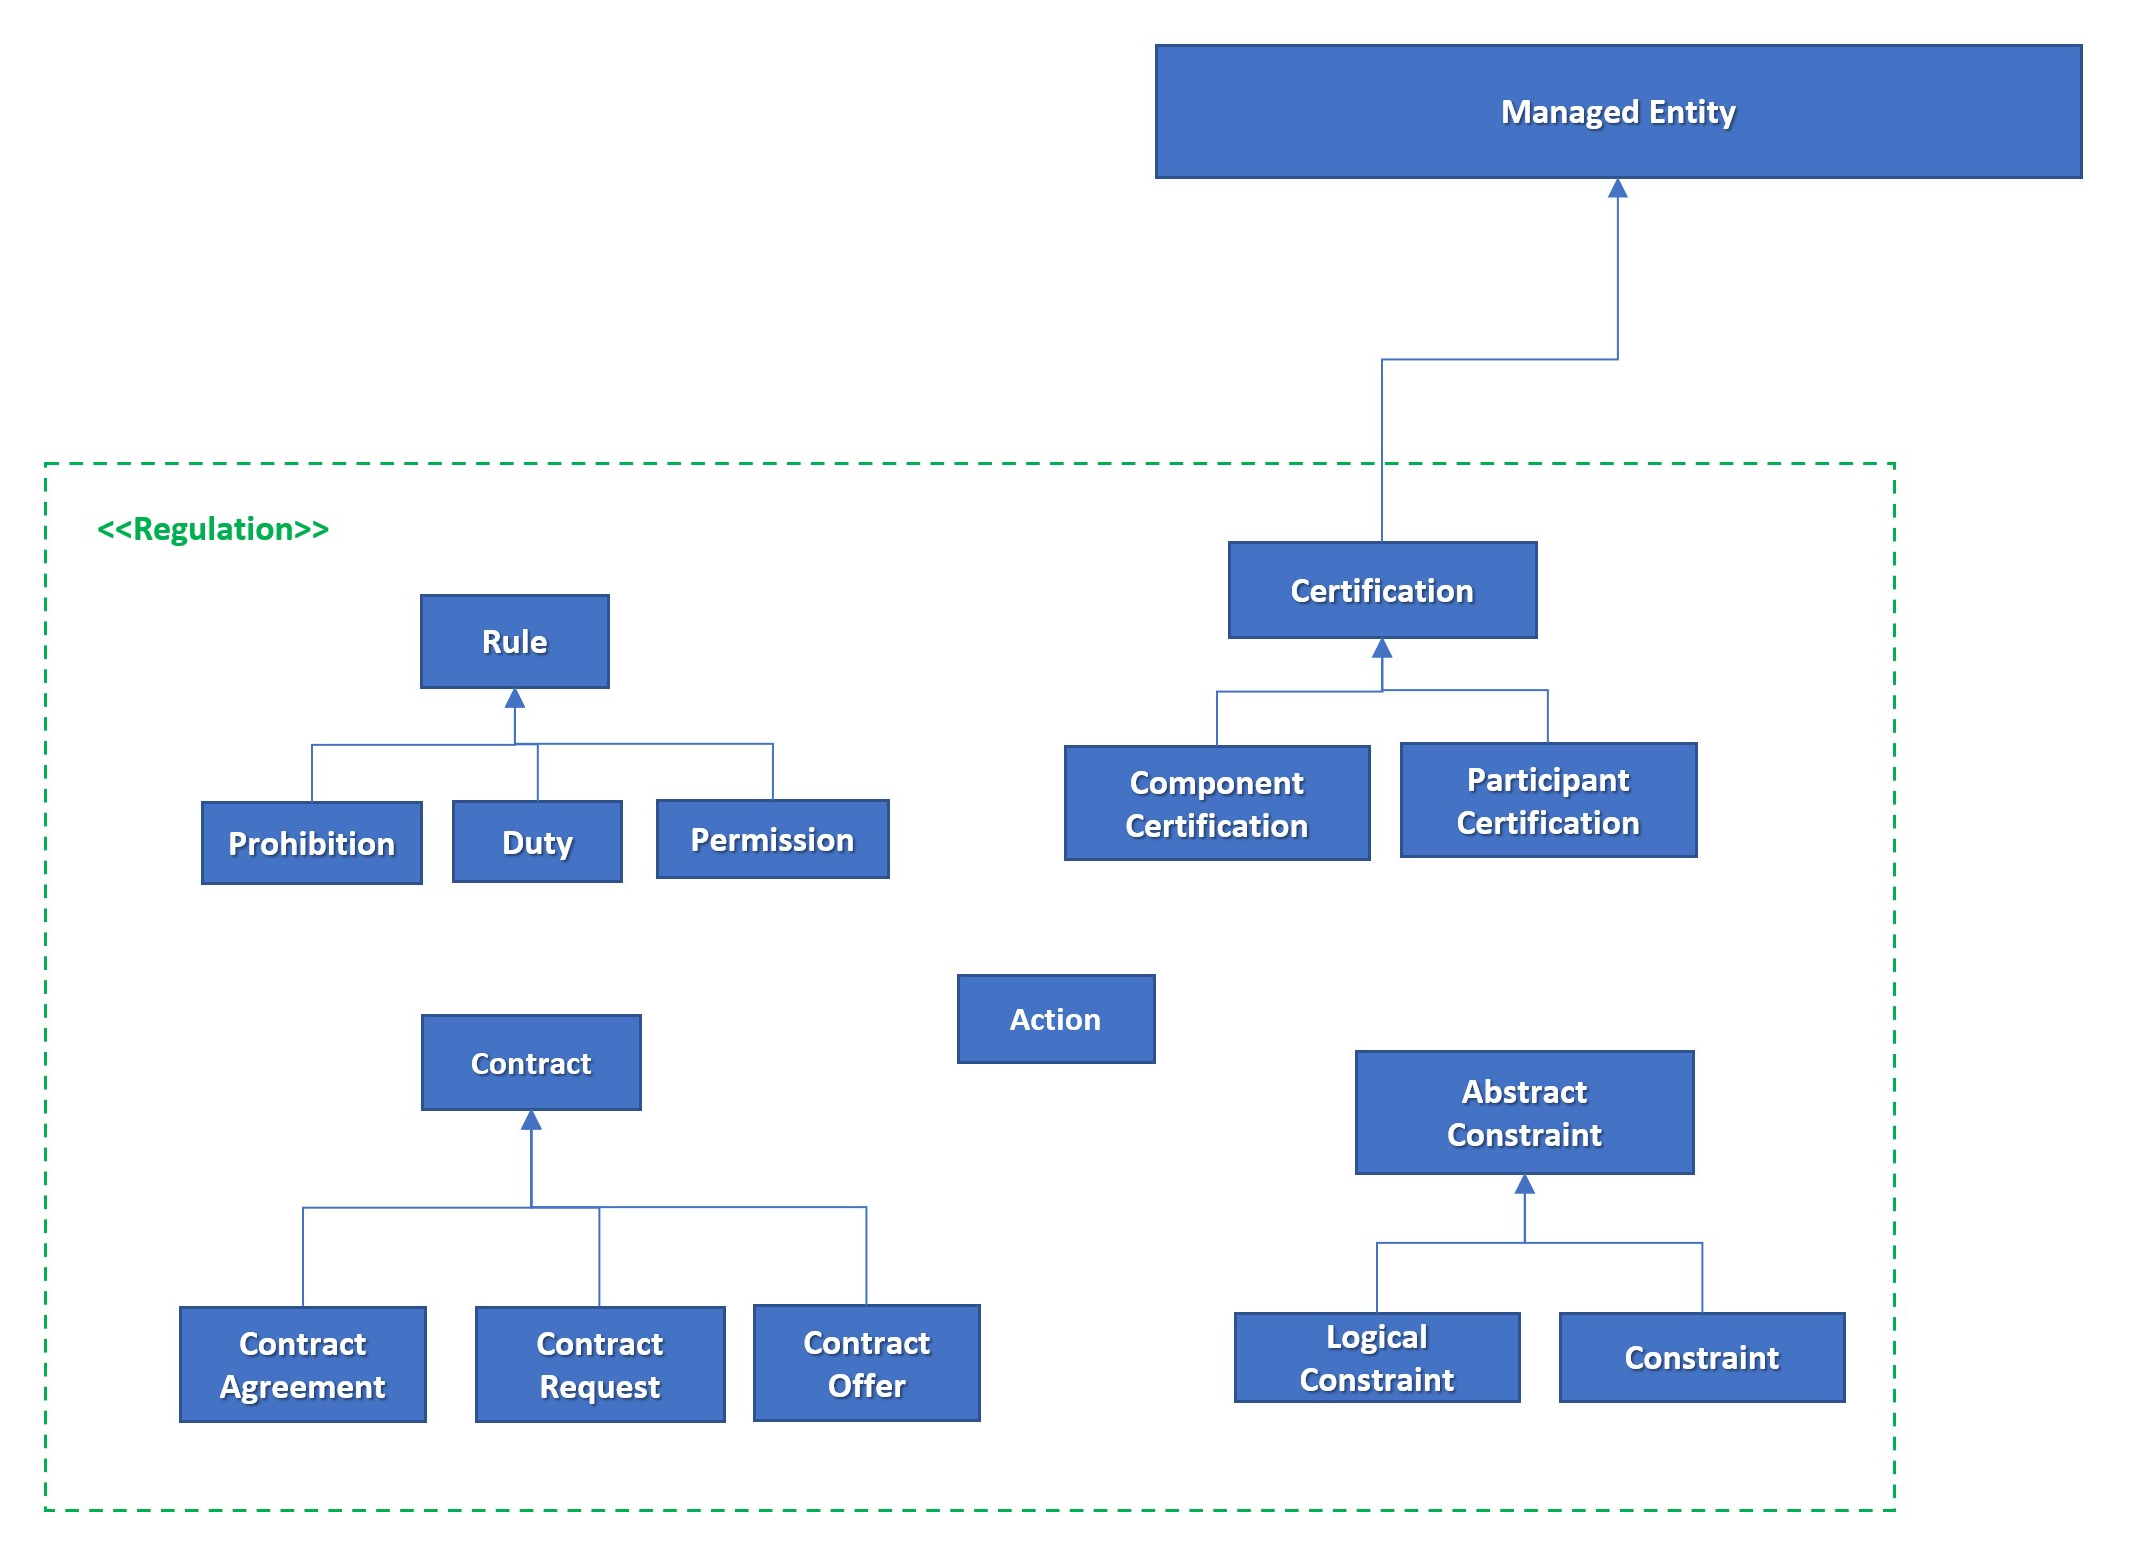 Managed Entity
<<Regulation>>
Certification
Rule
Component
Certification
Participant
Certification
Prohibition
Duty
Permission
Action
Contract
Abstract
Constraint
Contract
Agreement
Contract
Request
Contract
Offer
Logical
Constraint
Constraint